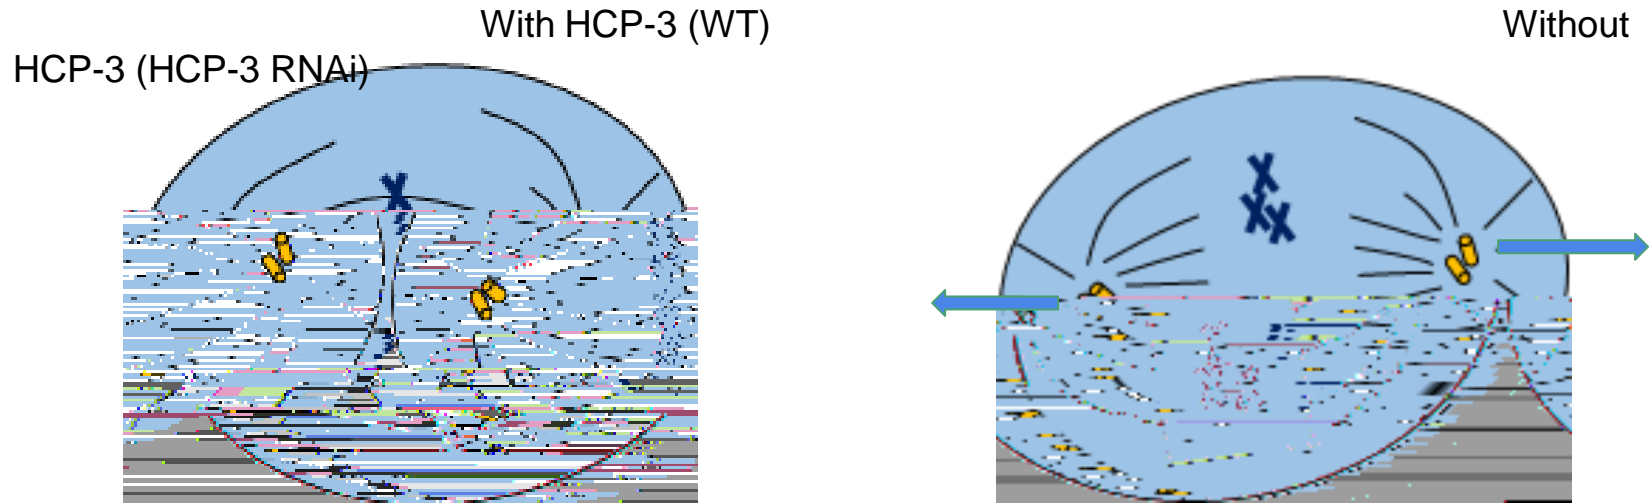 With HCP-3 (WT) Without
HCP-3 (HCP-3 RNAi)